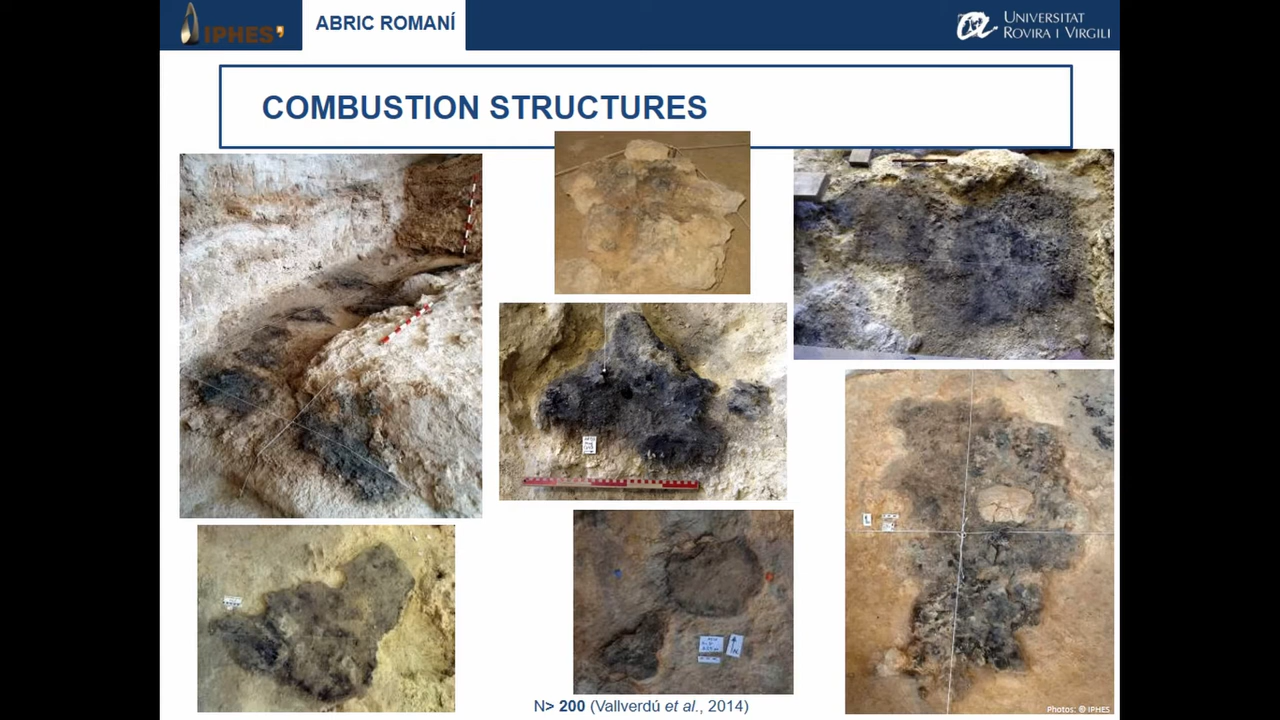 IPHES
ABRIC ROMANÍ
UNIVERSITAT
ROVIRA I VIRGILI
COMBUSTION STRUCTURES
N> 200 (Vallverdú et al., 2014)
Photos: © IPHES